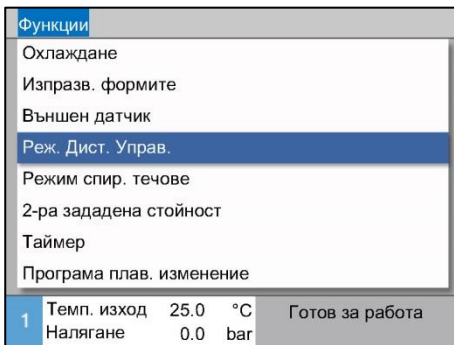 Функции
Охлаждане
Изпразв. формите
Външен датчик
Реж. Дист. Управ.
Режим спир. течове
2-ра зададена стойност
Таймер
Програма плав. изменение
1 Темп. изход 25.0 °C Готов за работа
Налягане 0.0 bar